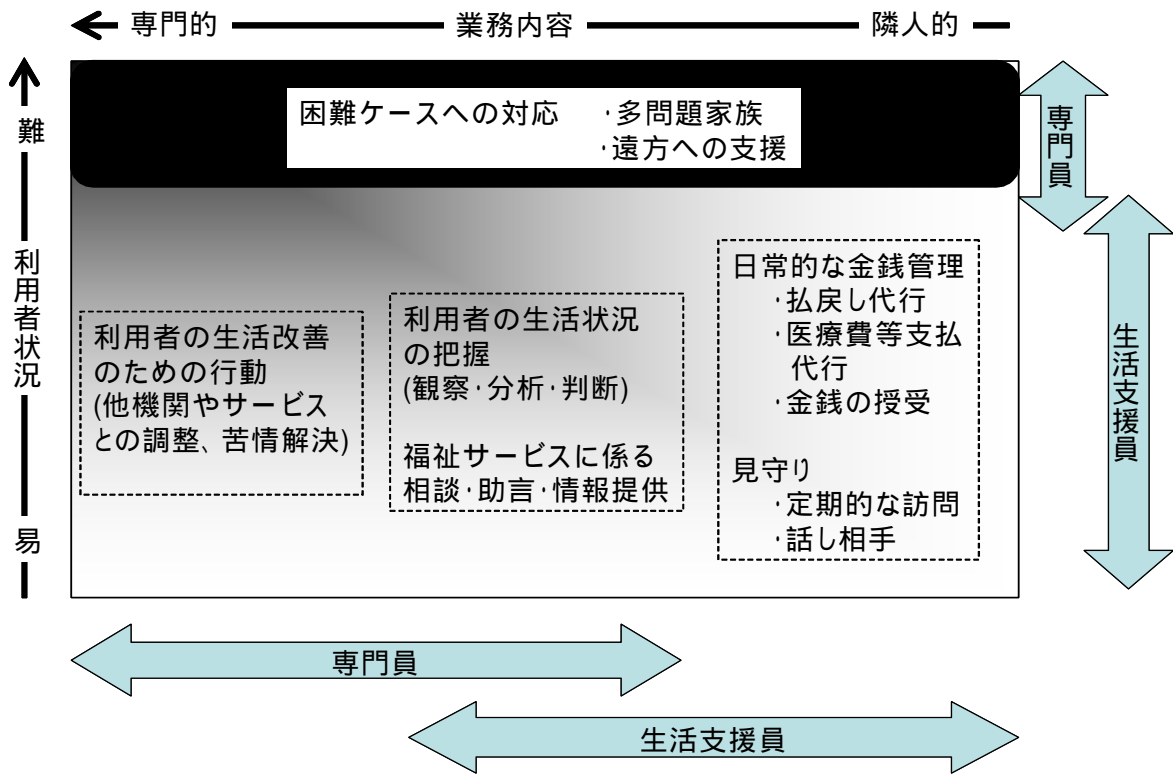 専門的 業務内容 隣人的
難
利用者状況
易
困難ケースへの対応 ・多問題家族
・遠方への支援
利用者の生活改善
のための行動
(他機関やサービス
との調整、苦情解決)
利用者の生活状況
の把握
(観察・分析・判断)
福祉サービスに係る
相談・助言・情報提供
日常的な金銭管理
・払戻し代行
・医療費等支払
代行
・金銭の授受
見守り
・定期的な訪問
・話し相手
専門員
生活支援員
専門員
生活支援員